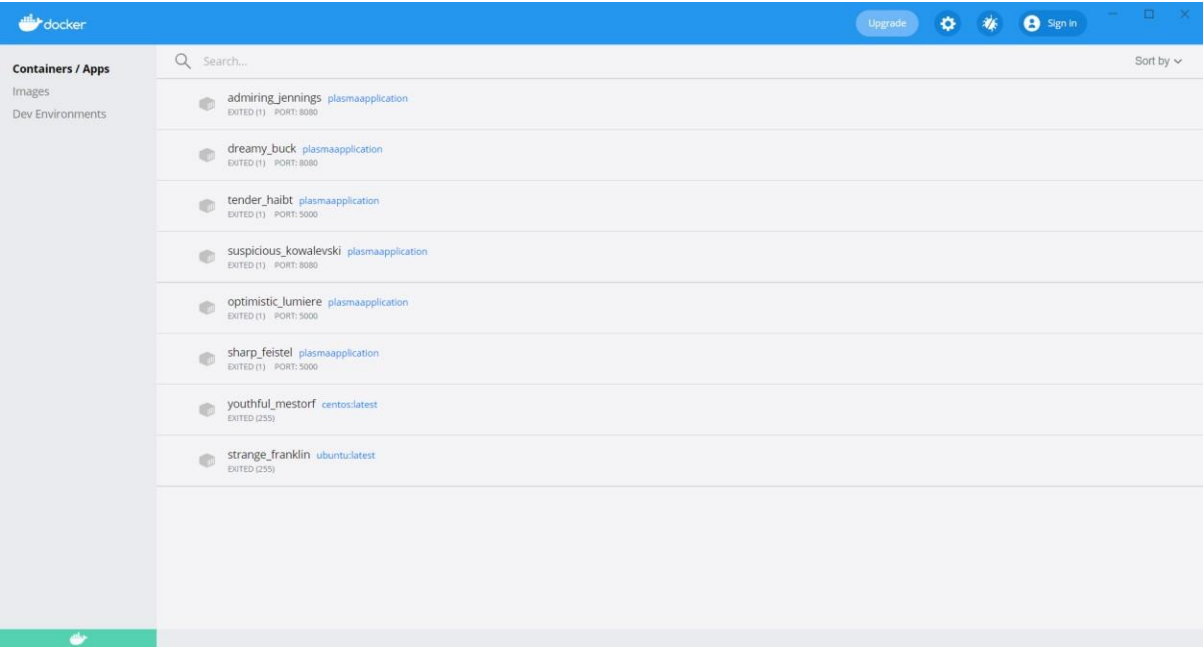 docker
Upgrade
Sign in
Containers / Apps
Images
Dev Environments
Search...
Sort by
admiring_jennings plasmaapplication
EXITED (1) PORT: 8080
dreamy_buck plasmaapplication
EXITED (1) PORT: 8080
tender_haibt plasmaapplication
EXITED (1) PORT: 5000
suspicious_kowalevski plasmaapplication
EXITED (1) PORT: 8080
optimistic_lumiere plasmaapplication
EXITED (1) PORT: 5000
sharp_feistel plasmaapplication
EXITED (1) PORT: 5000
youthful_mestorf centos:latest
EXITED (255)
strange_franklin ubuntu:latest
EXITED (255)